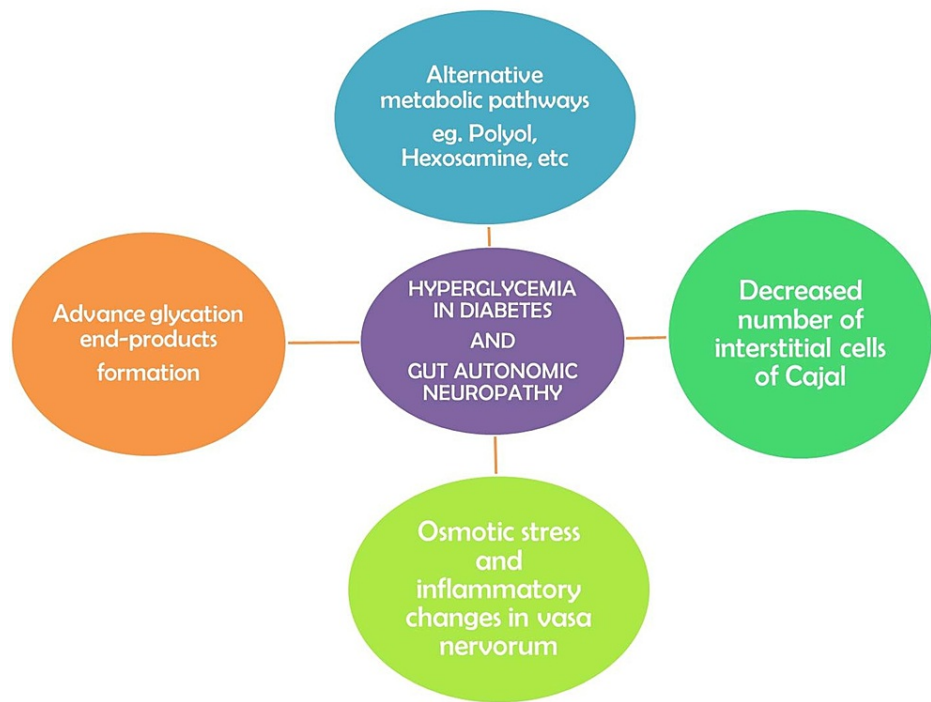 Alternative
metabolic pathways
eg. Polyol,
Hexosamine, etc
Advance glycation
end-products
formation
HYPERGLYCEMIA
IN DIABETES
AND
GUT AUTONOMIC
NEUROPATHY
Decreased
number of
interstitial cells
of Cajal
Osmotic stress
and
inflammatory
changes in vasa
nervorum